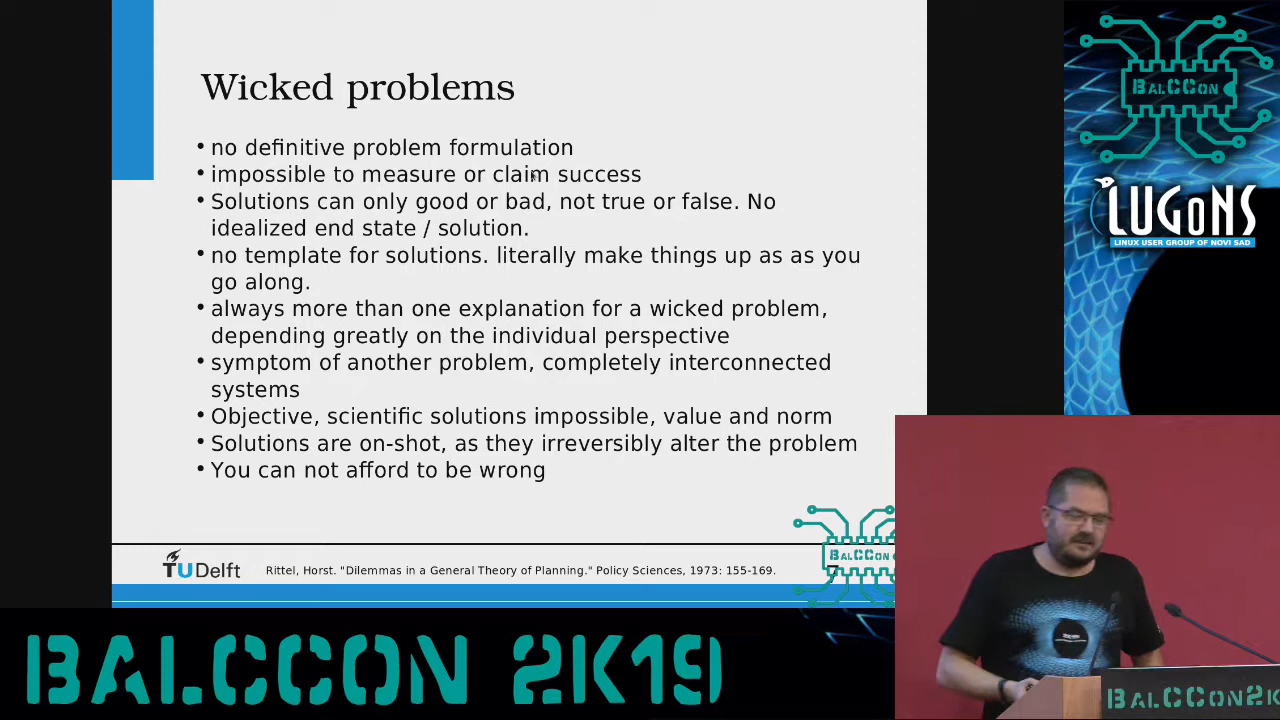 Wicked problems
• no definitive problem formulation
• impossible to measure or claim success
• Solutions can only good or bad, not true or false. No
idealized end state / solution.
• no template for solutions. literally make things up as as you
go along.
• always more than one explanation for a wicked problem,
depending greatly on the individual perspective
• symptom of another problem, completely interconnected
systems
• Objective, scientific solutions impossible, value and norm
• Solutions are on-shot, as they irreversibly alter the problem
• You can not afford to be wrong
TUDelft
Rittel, Horst. "Dilemmas in a General Theory of Planning." Policy Sciences, 1973: 155-169.
BALCCON
BALCCON
LUGONS
LINUX USER GROUP OF NOVI SAD
BALCCON 2K19
BALCCON2K